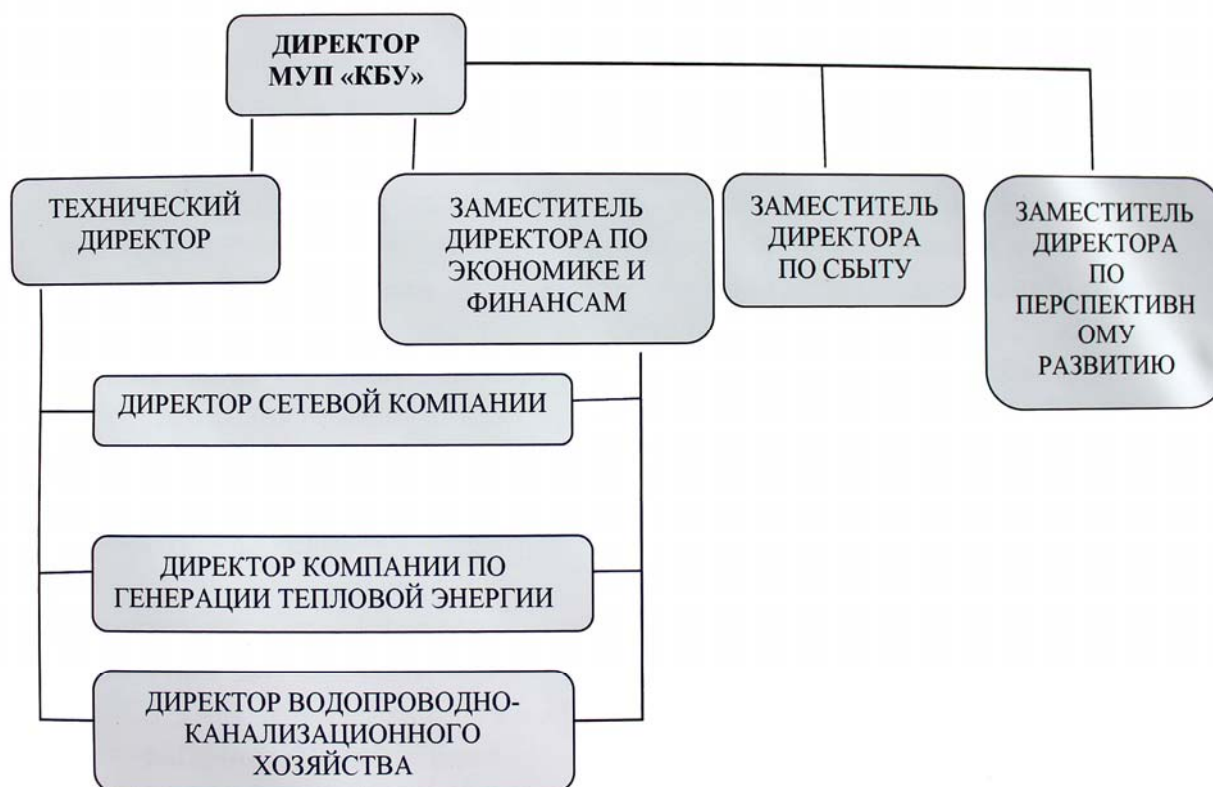 ДИРЕКТОР
МУП «КБУ»
ТЕХНИЧЕСКИЙ
ДИРЕКТОР
ЗАМЕСТИТЕЛЬ
ДИРЕКТОРА ПО
ЭКОНОМИКЕ И
ФИНАНСАМ
ЗАМЕСТИТЕЛЬ
ДИРЕКТОРА
ПО СБЫТУ
ЗАМЕСТИТЕЛЬ
ДИРЕКТОРА
ПО
ПЕРСПЕКТИВН
ОМУ
РАЗВИТИЮ
ДИРЕКТОР СЕТЕВОЙ КОМПАНИИ
ДИРЕКТОР КОМПАНИИ ПО
ГЕНЕРАЦИИ ТЕПЛОВОЙ ЭНЕРГИИ
ДИРЕКТОР ВОДОПРОВОДНО-
КАНАЛИЗАЦИОННОГО
ХОЗЯЙСТВА